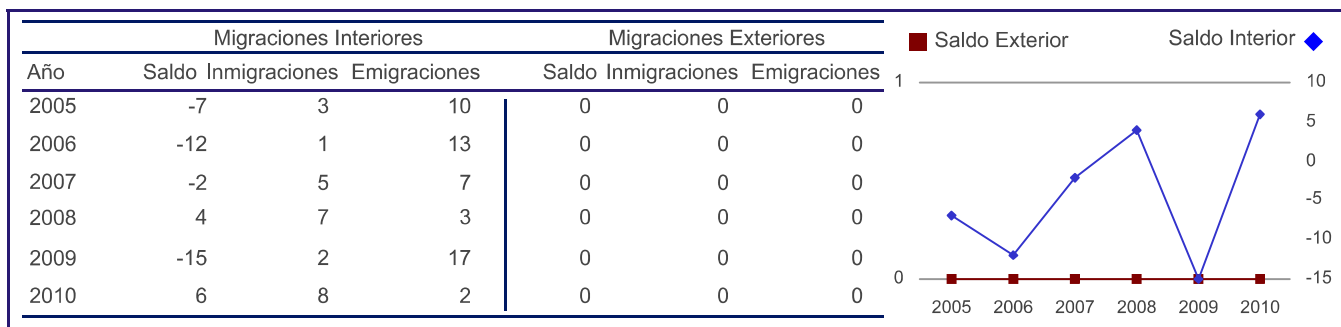 Migraciones Interiores Migraciones Exteriores
Año Saldo Inmigraciones Emigraciones Saldo Inmigraciones Emigraciones
2005 -7 3 10 0 0 0
2006 -12 1 13 0 0 0
2007 -2 5 7 0 0 0
2008 4 7 3 0 0 0
2009 -15 2 17 0 0 0
2010 6 8 2 0 0 0
Saldo Exterior Saldo Interior
1 10
5
0
-5
-10
0 -15
2005 2006 2007 2008 2009 2010